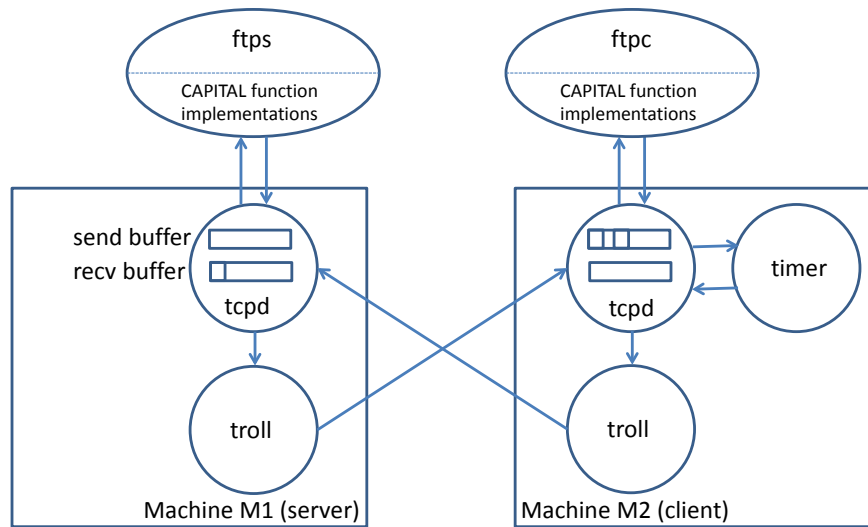 ftps
CAPITAL function
implementations
ftpc
CAPITAL function
implementations
send buffer
recv buffer
tcpd
troll
Machine M1 (server)
tcpd
timer
troll
Machine M2 (client)